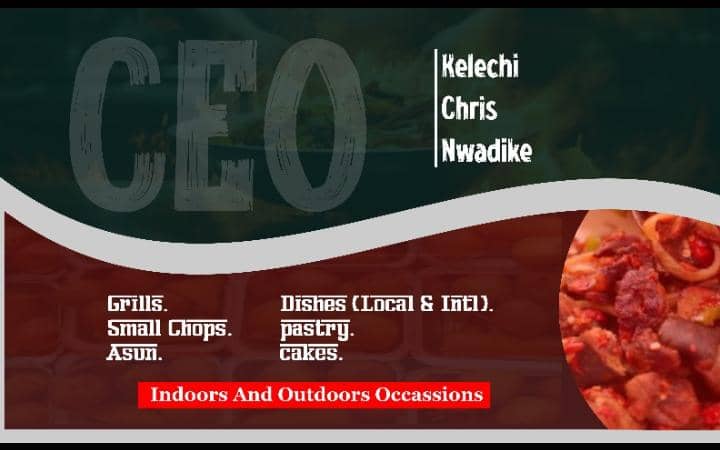 CEO
Kelechi
Chris
Nwadike
Grills.
Small Chops.
Asun.
Dishes (Local & Intl).
pastry.
cakes.
Indoors And Outdoors Occassions